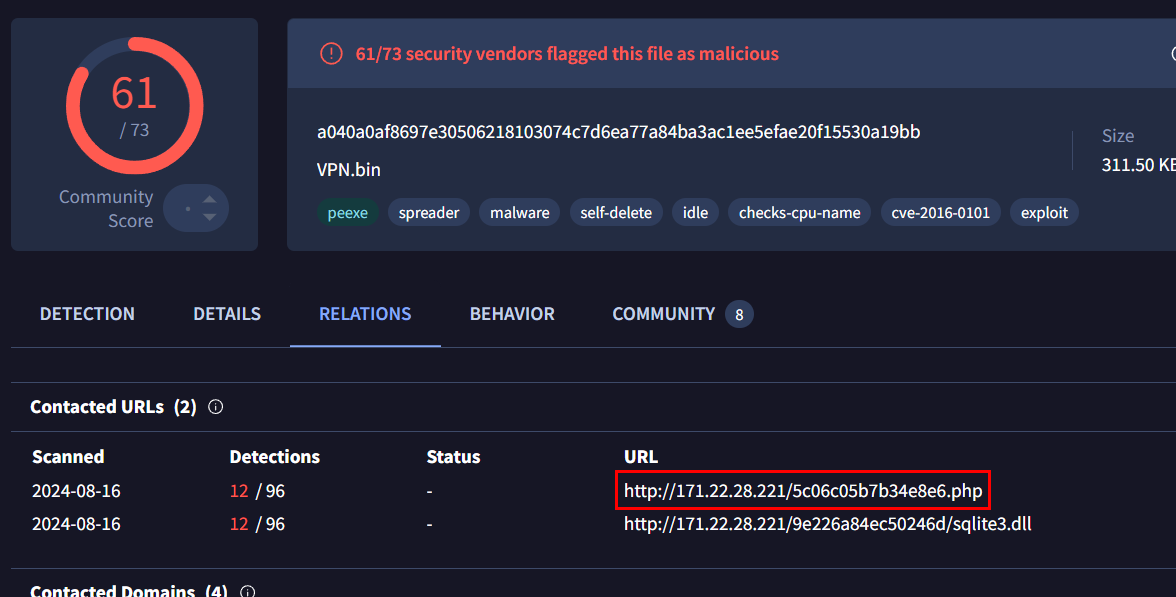 61
/ 73
Community
Score
61/73 security vendors flagged this file as malicious
a040a0af8697e30506218103074c7d6ea77a84ba3ac1ee5efae20f15530a19bb
VPN.bin
peexe spreader malware self-delete idle checks-cpu-name cve-2016-0101 exploit
Size
311.50 KB
DETECTION DETAILS RELATIONS BEHAVIOR COMMUNITY 8
Contacted URLs (2)
Scanned Detections Status URL
2024-08-16 12 / 96 - http://171.22.28.221/5c06c05b7b34e8e6.php
2024-08-16 12 / 96 - http://171.22.28.221/9e226a84ec50246d/sqlite3.dll
Contacted Domains (4)